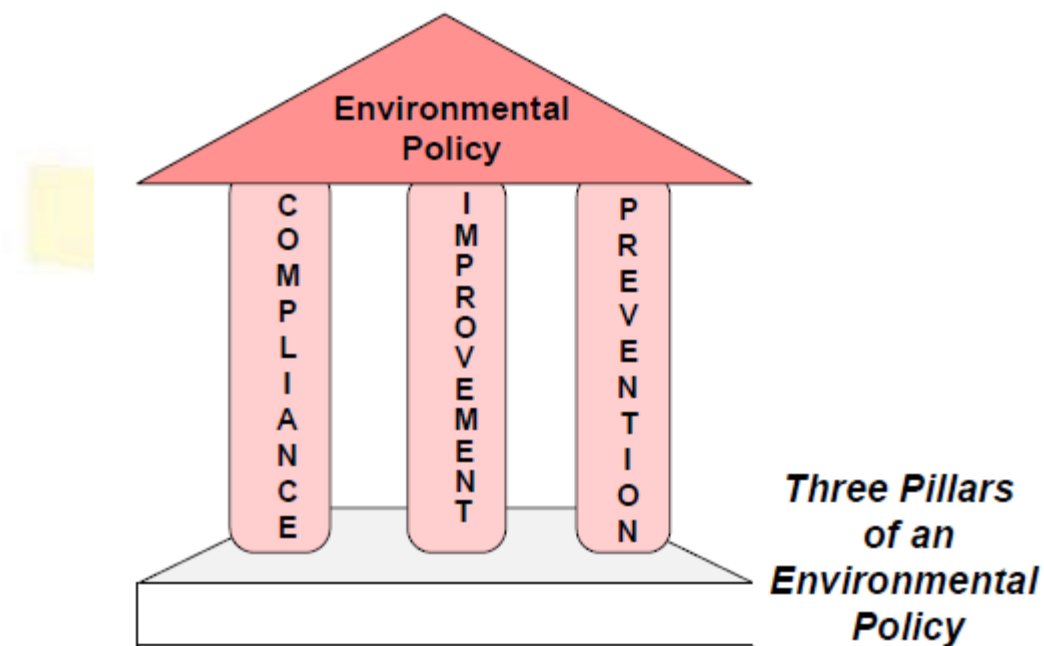 Environmental
Policy
COMPLIANCE
IMPROVEMENT
PREVENTION
Three Pillars
of an
Environmental
Policy